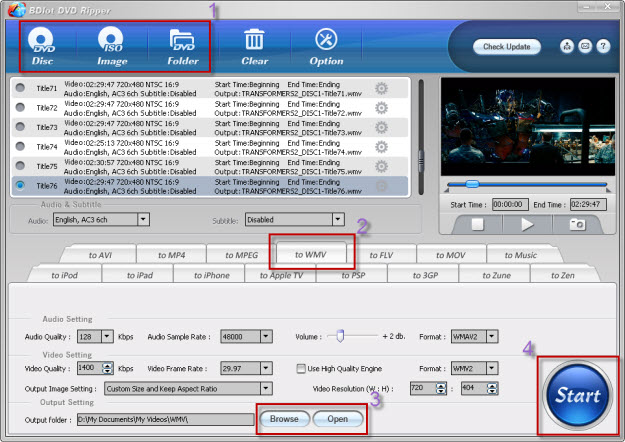 BDlot DVD Ripper
1
DVD ISO DVD
Disc Image Folder Clear Option
Check Update
?
Title71 Video:02:29:47 720x480 NTSC 16:9 Start Time:Beginning End Time:Ending
Audio:English, AC3 6ch Subtitle:Disabled Output:TRANSFORMERS2_DISC1-Title71.wmv
Title72 Video:02:29:47 720x480 NTSC 16:9 Start Time:Beginning End Time:Ending
Audio:English, AC3 6ch Subtitle:Disabled Output:TRANSFORMERS2_DISC1-Title72.wmv
Title73 Video:02:29:47 720x480 NTSC 16:9 Start Time:Beginning End Time:Ending
Audio:English, AC3 6ch Subtitle:Disabled Output:TRANSFORMERS2_DISC1-Title73.wmv
Title74 Video:02:25:13 720x480 NTSC 16:9 Start Time:Beginning End Time:Ending
Audio:English, AC3 6ch Subtitle:Disabled Output:TRANSFORMERS2_DISC1-Title74.wmv
Title75 Video:02:30:57 720x480 NTSC 16:9 Start Time:Beginning End Time:Ending
Audio:English, AC3 6ch Subtitle:Disabled Output:TRANSFORMERS2_DISC1-Title75.wmv
Title76 Video:02:29:47 720x480 NTSC 16:9 Start Time:Beginning End Time:Ending
Audio:English, AC3 6ch Subtitle:Disabled Output:TRANSFORMERS2_DISC1-Title76.wmv
Start Time : 00:00:00 End Time : 02:29:47
Audio & Subtitle
Audio: English, AC3 6ch Subtitle: Disabled
2
to AVI to MP4 to MPEG to WMV to FLV to MOV to Music
to iPod to iPad to iPhone to Apple TV to PSP to 3GP to Zune to Zen
Audio Setting
Audio Quality : 128 Kbps Audio Sample Rate : 48000 Volume : + 2 db. Format : WMAV2
Video Setting
Video Quality : 1400 Kbps Video Frame Rate : 29.97 Use High Quality Engine Format : WMV2
Output Image Setting : Custom Size and Keep Aspect Ratio Video Resolution (W : H) : 720 : 404
Output Setting
3
Output folder : D:\My Documents\My Videos\WMV\ Browse Open
4
Start